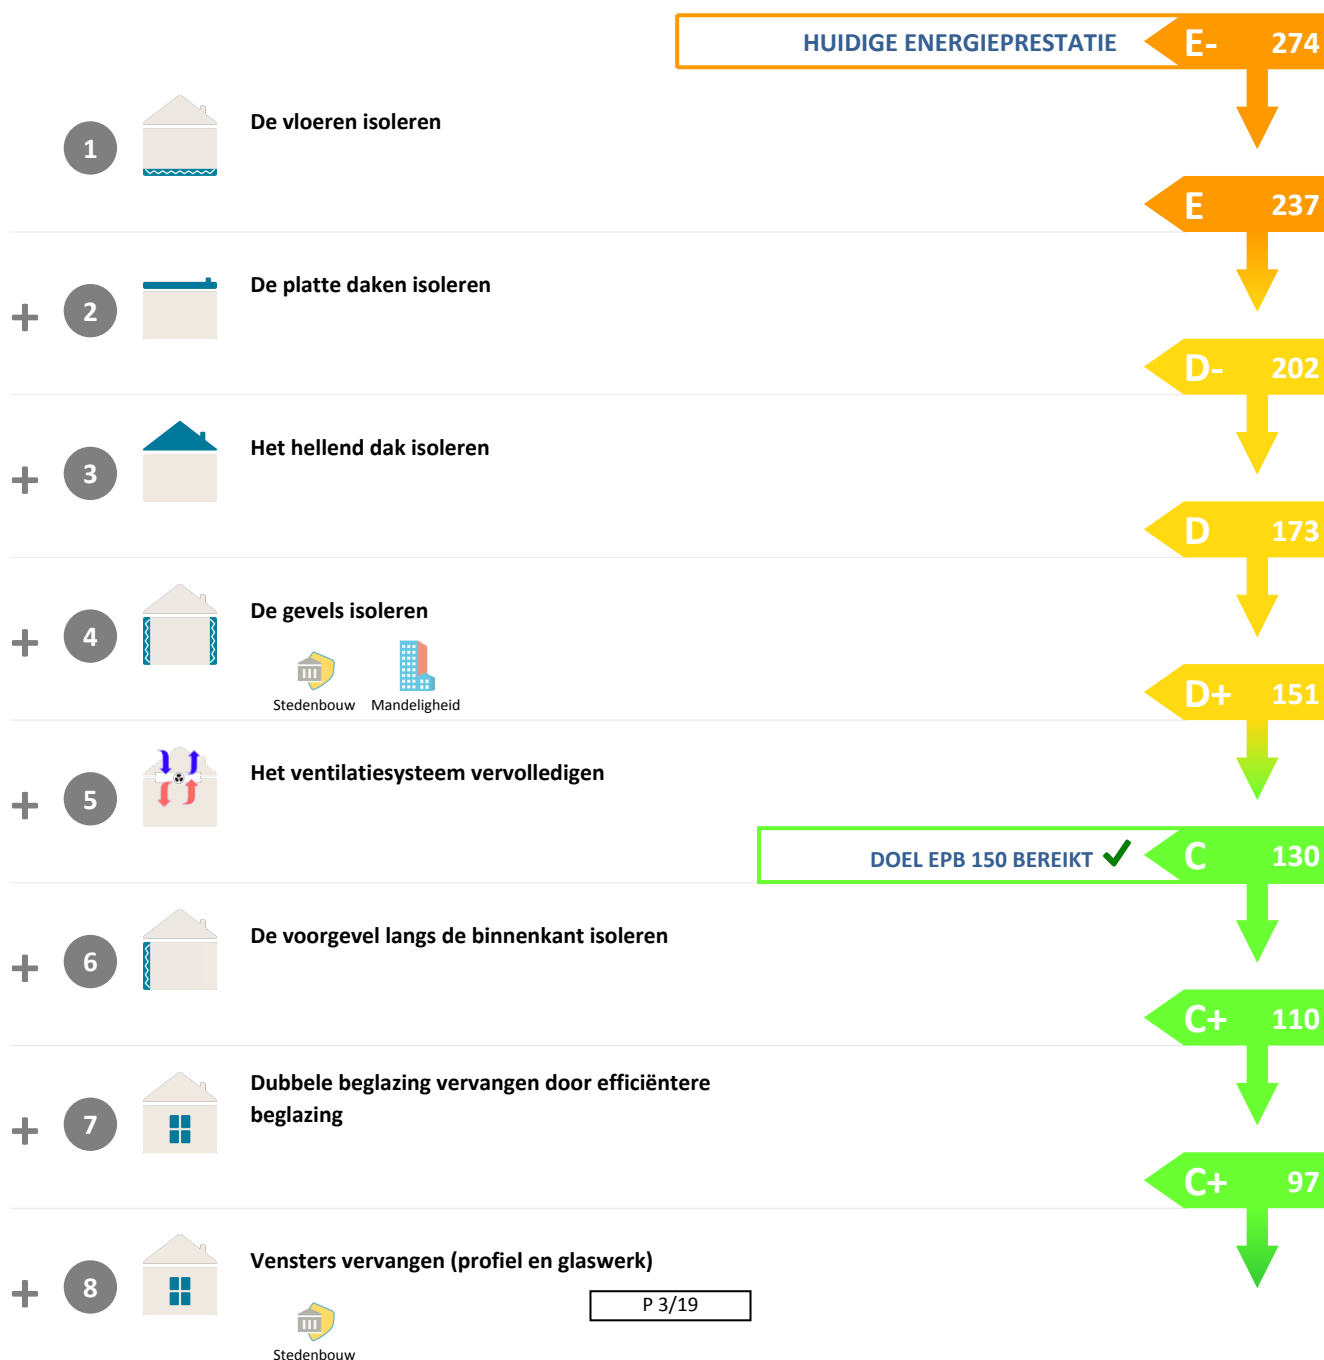 HUIDIGE ENERGIEPRESTATIE E- 274
1 De vloeren isoleren
E 237
+ 2 De platte daken isoleren
D- 202
+ 3 Het hellend dak isoleren
D 173
+ 4 De gevels isoleren
Stedenbouw Mandeligheid
D+ 151
+ 5 Het ventilatiesysteem vervolledigen
DOEL EPB 150 BEREIKT ✓ C 130
+ 6 De voorgevel langs de binnenkant isoleren
C+ 110
+ 7 Dubbele beglazing vervangen door efficiëntere
beglazing
C+ 97
+ 8 Vensters vervangen (profiel en glaswerk)
P 3/19
Stedenbouw